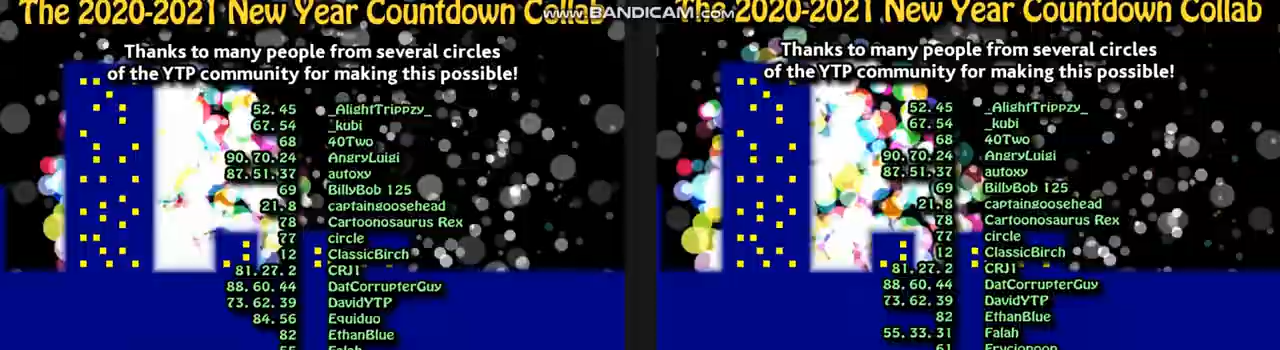 The 2020-2021 New Year Countdown Collab
www.BANDICAM.com
Thanks to many people from several circles
of the YTP community for making this possible!
52. 45 _AlightTrippzy_
67. 54 _kubi
68 40Two
90. 70. 24 AngryLuigi
87. 51. 37 autoxy
69 BillyBob 125
21. 8 captaingoosehead
78 Cartoonosaurus Rex
77 circle
12 ClassicBirch
81. 27. 2 CRJ1
88. 60. 44 DatCorrupterGuy
73. 62. 39 DavidYTP
84. 56 Equiduo
82 EthanBlue
55 Falah
The 2020-2021 New Year Countdown Collab
Thanks to many people from several circles
of the YTP community for making this possible!
52. 45 _AlightTrippzy_
67. 54 _kubi
68 40Two
90. 70. 24 AngryLuigi
87. 51. 37 autoxy
69 BillyBob 125
21. 8 captaingoosehead
78 Cartoonosaurus Rex
77 circle
12 ClassicBirch
81. 27. 2 CRJ1
88. 60. 44 DatCorrupterGuy
73. 62. 39 DavidYTP
82 EthanBlue
55. 33. 31 Falah
61